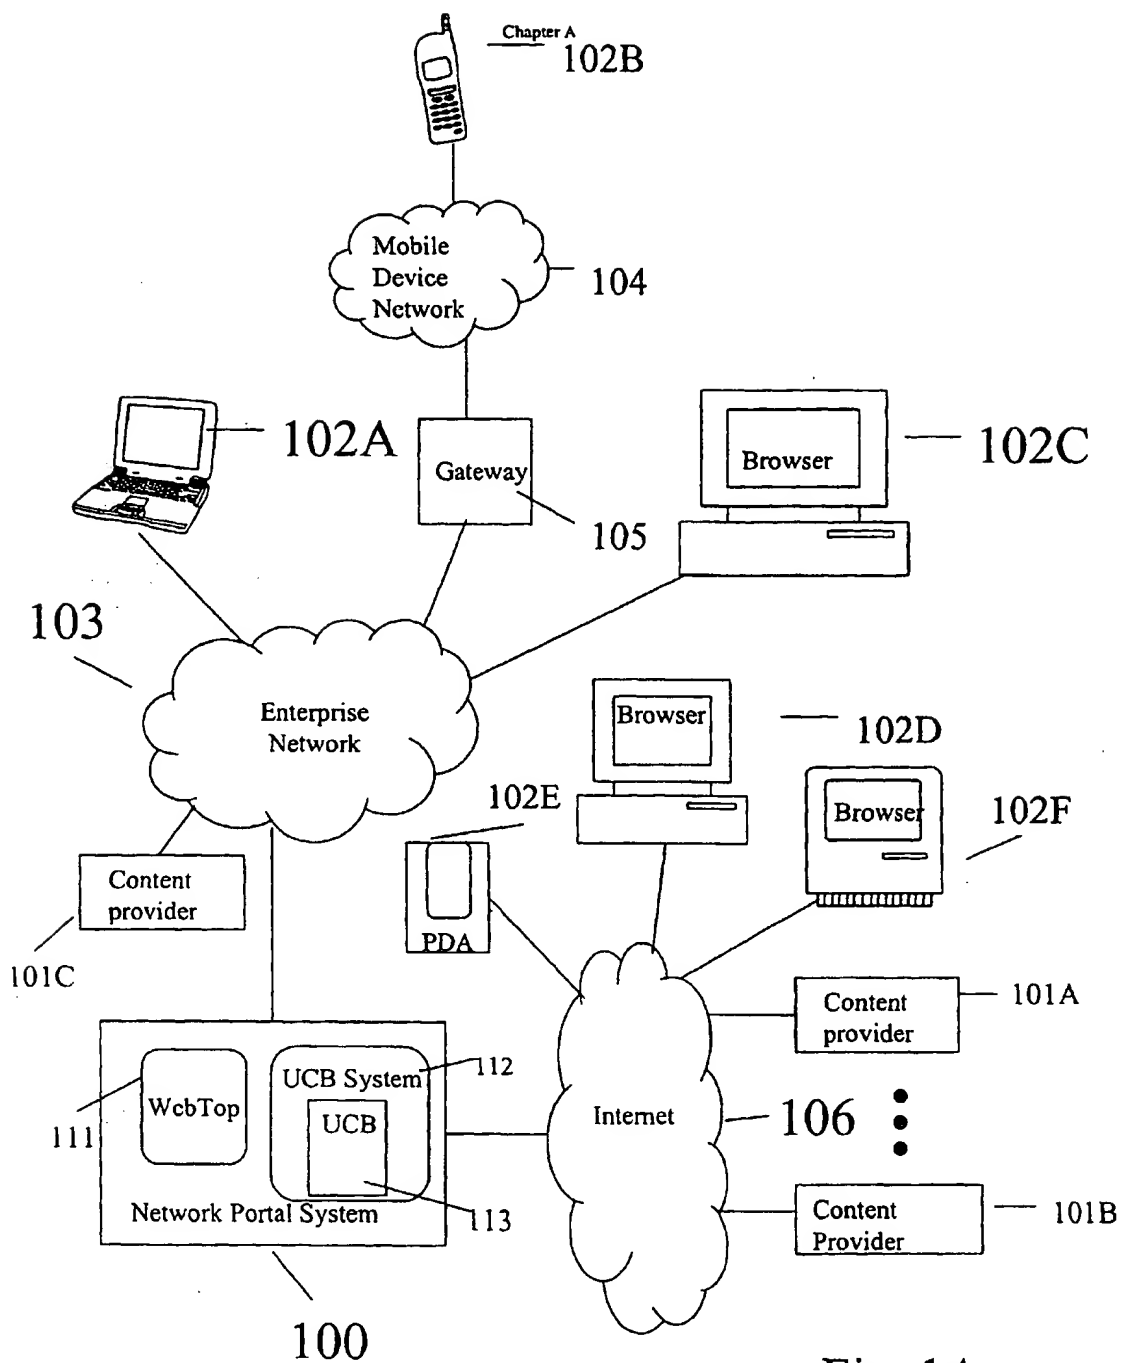 Chapter A
102B
Mobile
Device
Network
104
102A
Gateway
105
Browser
102C
103
Enterprise
Network
Browser
102D
102E
Browser
102F
Content
provider
101C
PDA
Content
provider
101A
UCB System
112
WebTop
111
UCB
113
Network Portal System
100
Internet
106
Content
Provider
101B